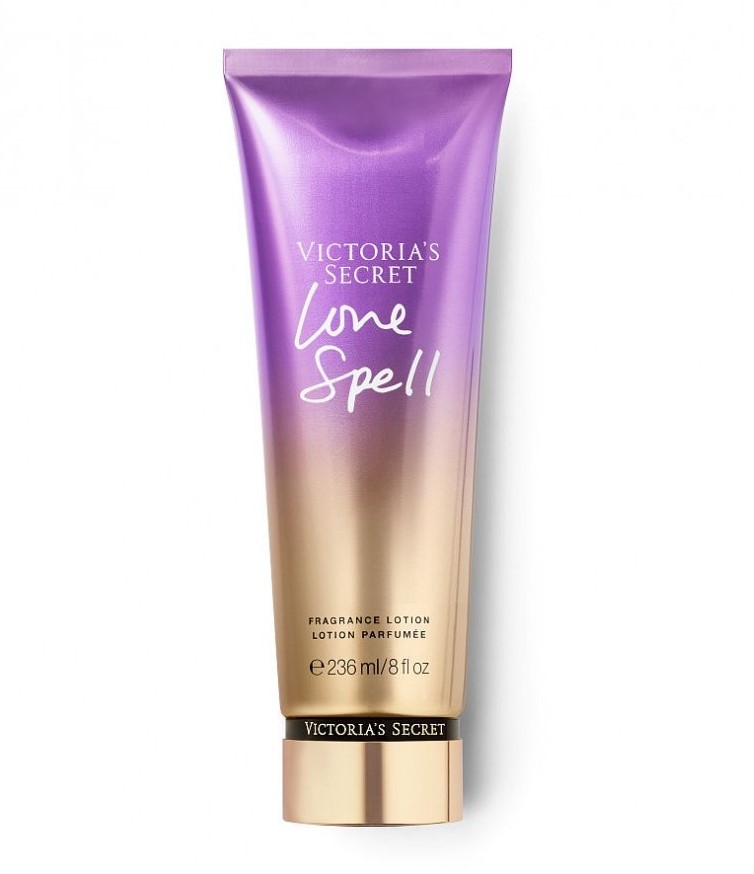 VICTORIA'S
SECRET
Love
Spell
FRAGRANCE LOTION
LOTION PARFUMÉE
℮ 236 ml/8 fl oz
VICTORIA'S SECRET